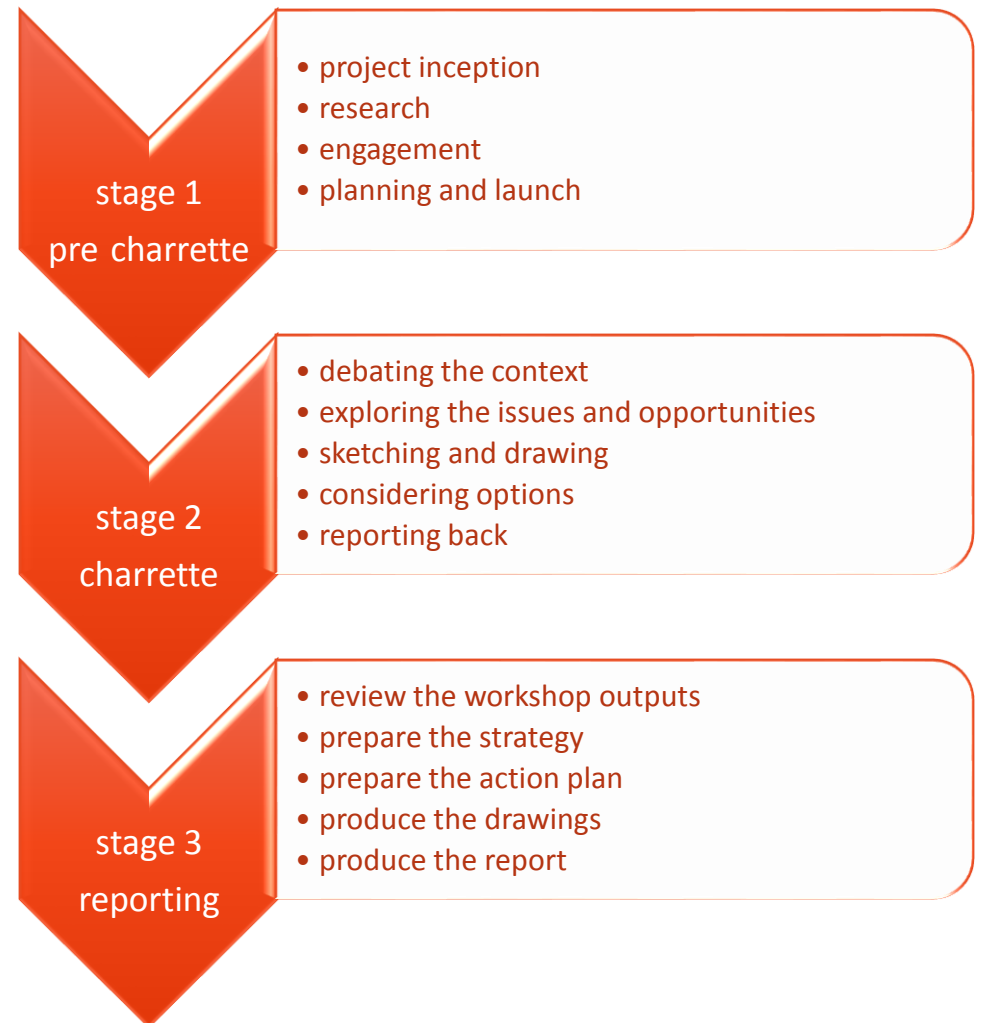 stage 1
pre charrette
• project inception
• research
• engagement
• planning and launch
stage 2
charrette
• debating the context
• exploring the issues and opportunities
• sketching and drawing
• considering options
• reporting back
stage 3
reporting
• review the workshop outputs
• prepare the strategy
• prepare the action plan
• produce the drawings
• produce the report